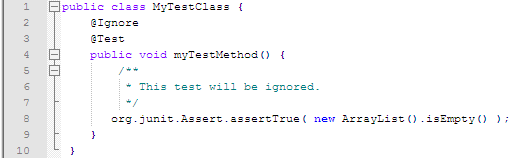 1 public class MyTestClass {
2 @Ignore
3 @Test
4 public void myTestMethod() {
5 /**
6 * This test will be ignored.
7 */
8 org.junit.Assert.assertTrue( new ArrayList().isEmpty() );
9 }
10 }